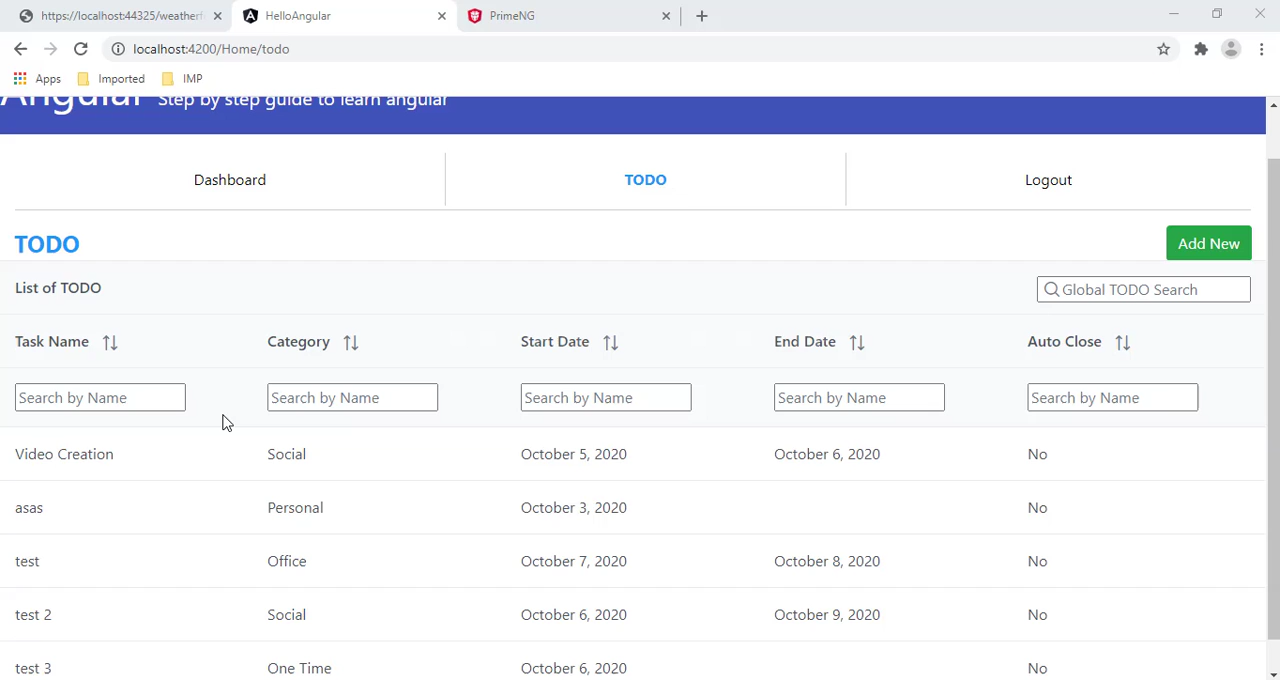 https://localhost:44325/weatherf
HelloAngular
PrimeNG
localhost:4200/Home/todo
Apps Imported IMP
Angular Step by step guide to learn angular
Dashboard TODO Logout
TODO Add New
List of TODO Global TODO Search
Task Name Category Start Date End Date Auto Close
Search by Name Search by Name Search by Name Search by Name Search by Name
Video Creation Social October 5, 2020 October 6, 2020 No
asas Personal October 3, 2020 No
test Office October 7, 2020 October 8, 2020 No
test 2 Social October 6, 2020 October 9, 2020 No
test 3 One Time October 6, 2020 No